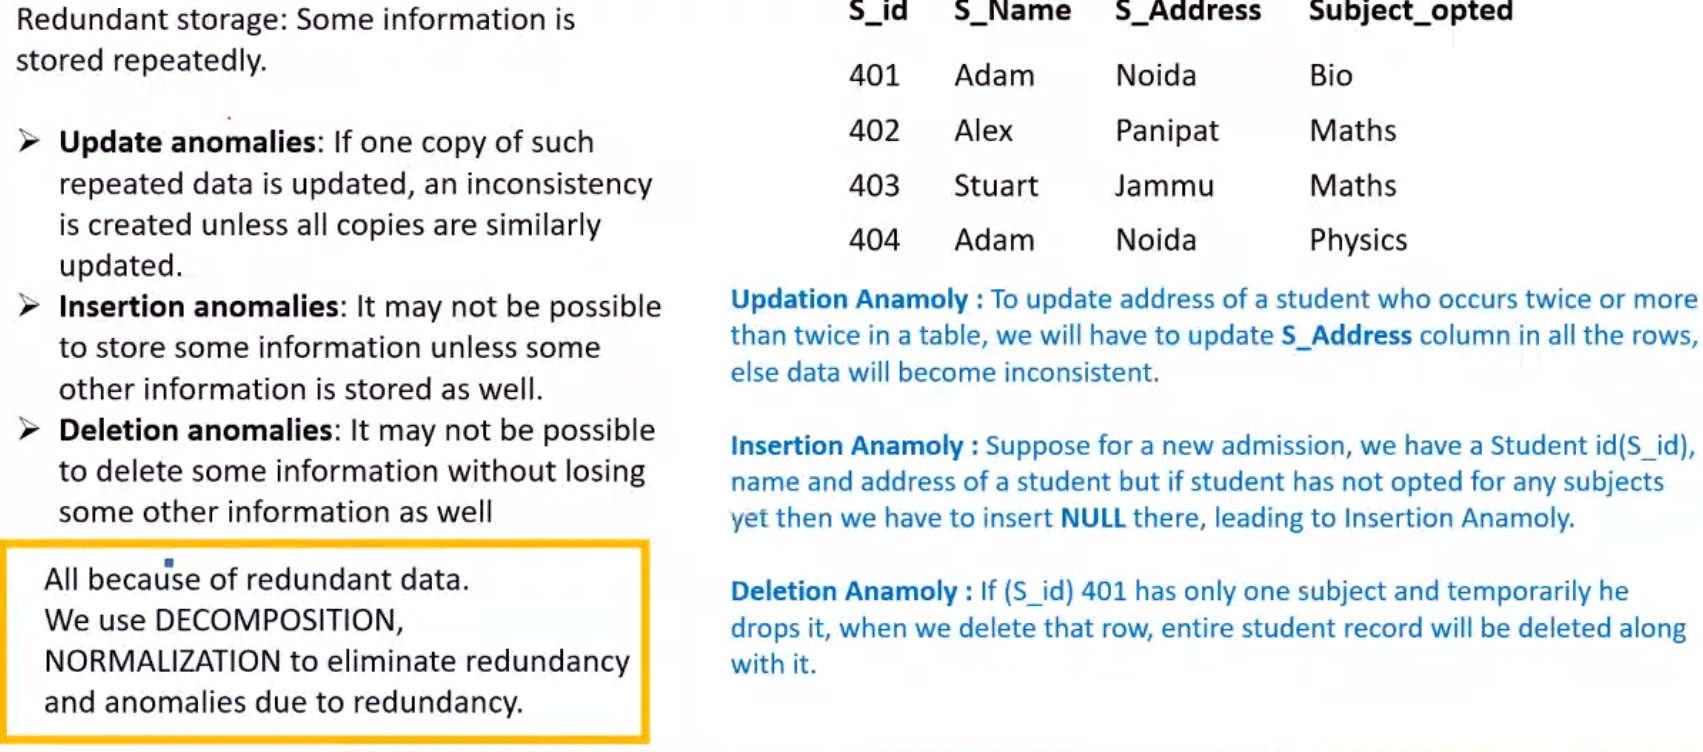 Redundant storage: Some information is
stored repeatedly.
➢ Update anomalies: If one copy of such
repeated data is updated, an inconsistency
is created unless all copies are similarly
updated.
➢ Insertion anomalies: It may not be possible
to store some information unless some
other information is stored as well.
➢ Deletion anomalies: It may not be possible
to delete some information without losing
some other information as well
All because of redundant data.
We use DECOMPOSITION,
NORMALIZATION to eliminate redundancy
and anomalies due to redundancy.
S_id S_Name S_Address Subject_opted
401 Adam Noida Bio
402 Alex Panipat Maths
403 Stuart Jammu Maths
404 Adam Noida Physics
Updation Anamoly : To update address of a student who occurs twice or more
than twice in a table, we will have to update S_Address column in all the rows,
else data will become inconsistent.
Insertion Anamoly : Suppose for a new admission, we have a Student id(S_id),
name and address of a student but if student has not opted for any subjects
yet then we have to insert NULL there, leading to Insertion Anamoly.
Deletion Anamoly : If (S_id) 401 has only one subject and temporarily he
drops it, when we delete that row, entire student record will be deleted along
with it.